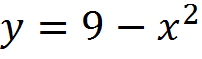 y = 9 − x²